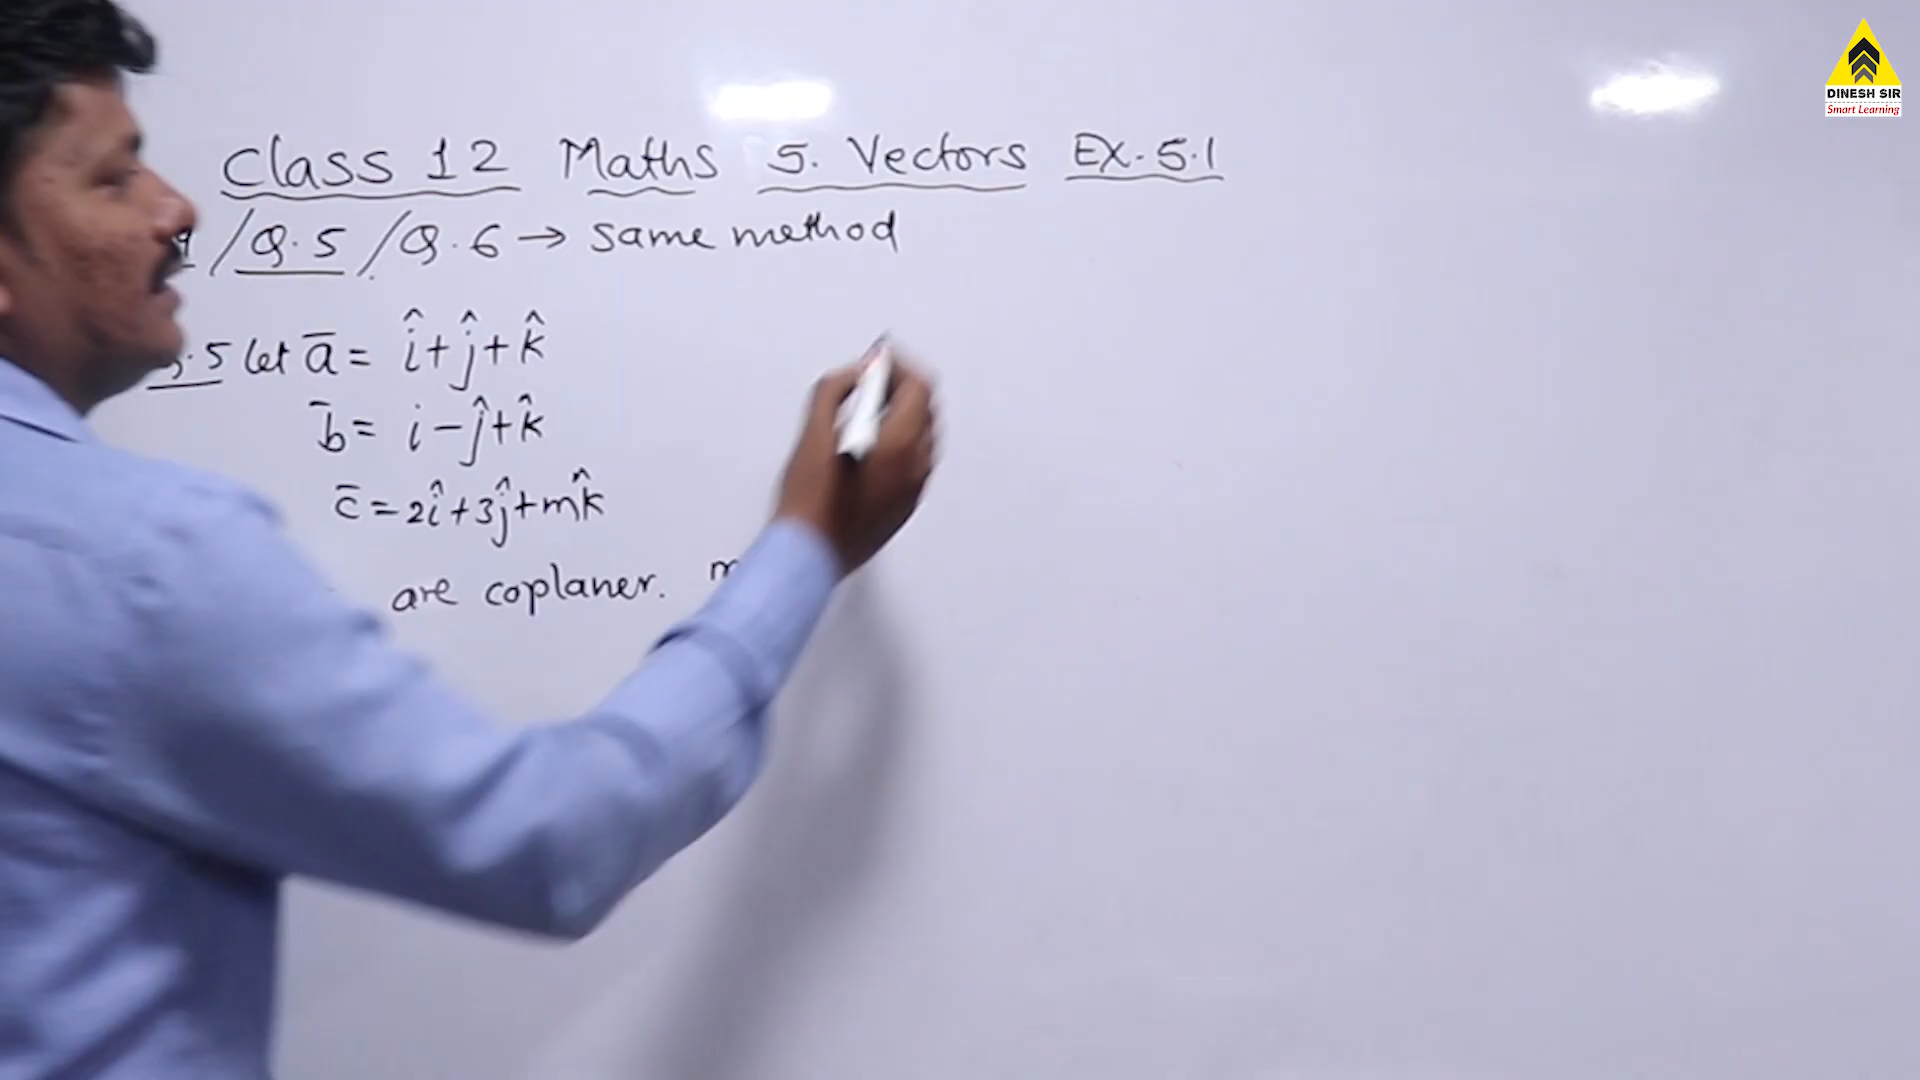 Class 12 Maths 5. Vectors Ex. 5.1
/Q.5 /Q.6 → same method
.5 let a̅ = î+ĵ+k̂
b̅ = i-ĵ+k̂
c̅ = 2î+3ĵ+mk̂
are coplaner.
DINESH SIR
Smart Learning